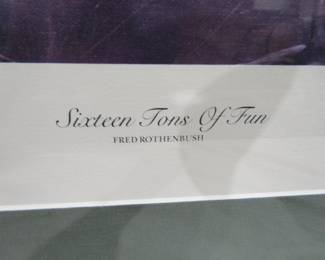 Sixteen Tons Of Fun
FRED ROTHENBUSH